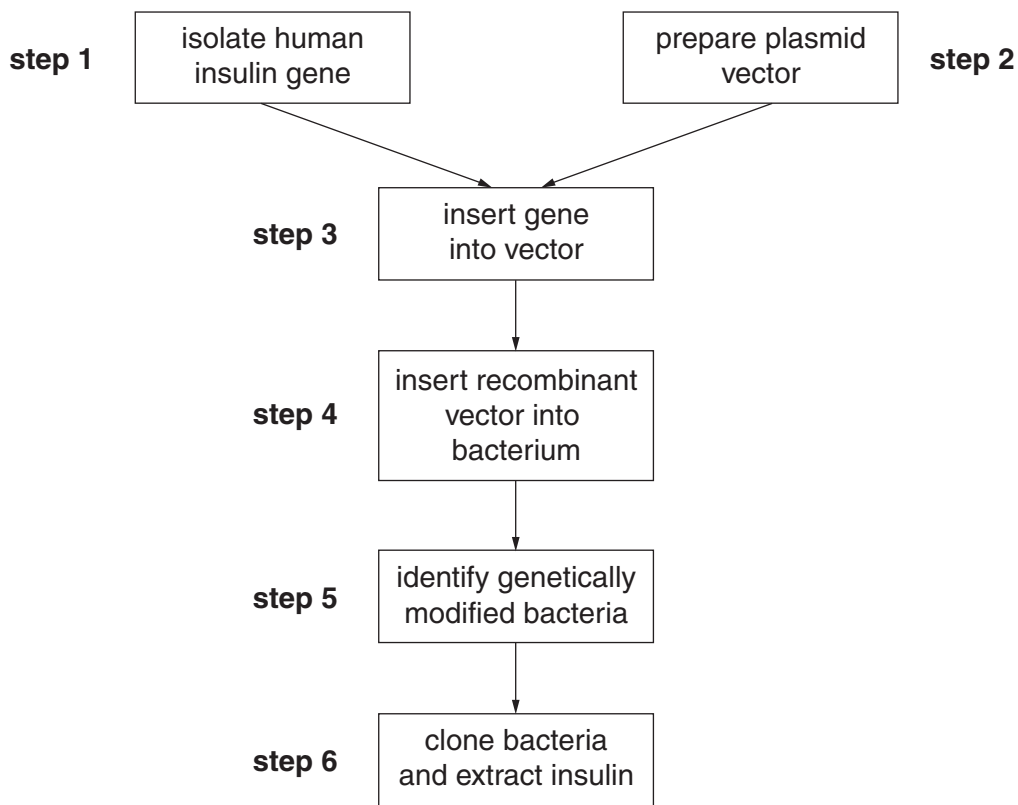 step 1
isolate human
insulin gene
prepare plasmid
vector
step 2
step 3
insert gene
into vector
step 4
insert recombinant
vector into
bacterium
step 5
identify genetically
modified bacteria
step 6
clone bacteria
and extract insulin